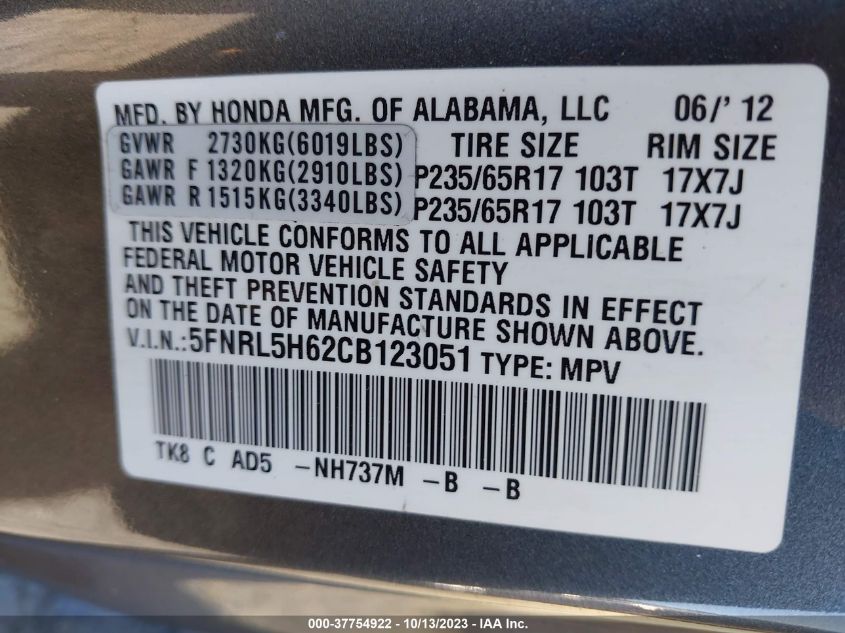 MFD. BY HONDA MFG. OF ALABAMA, LLC 06/'12
GVWR 2730KG(6019LBS) TIRE SIZE RIM SIZE
GAWR F 1320KG(2910LBS) P235/65R17 103T 17X7J
GAWR R 1515KG(3340LBS) P235/65R17 103T 17X7J
THIS VEHICLE CONFORMS TO ALL APPLICABLE
FEDERAL MOTOR VEHICLE SAFETY
AND THEFT PREVENTION STANDARDS IN EFFECT
ON THE DATE OF MANUFACTURE SHOWN ABOVE.
V.I.N.:5FNRL5H62CB123051 TYPE: MPV
TK8 C AD5 -NH737M -B -B
000-37754922 - 10/13/2023 - IAA Inc.